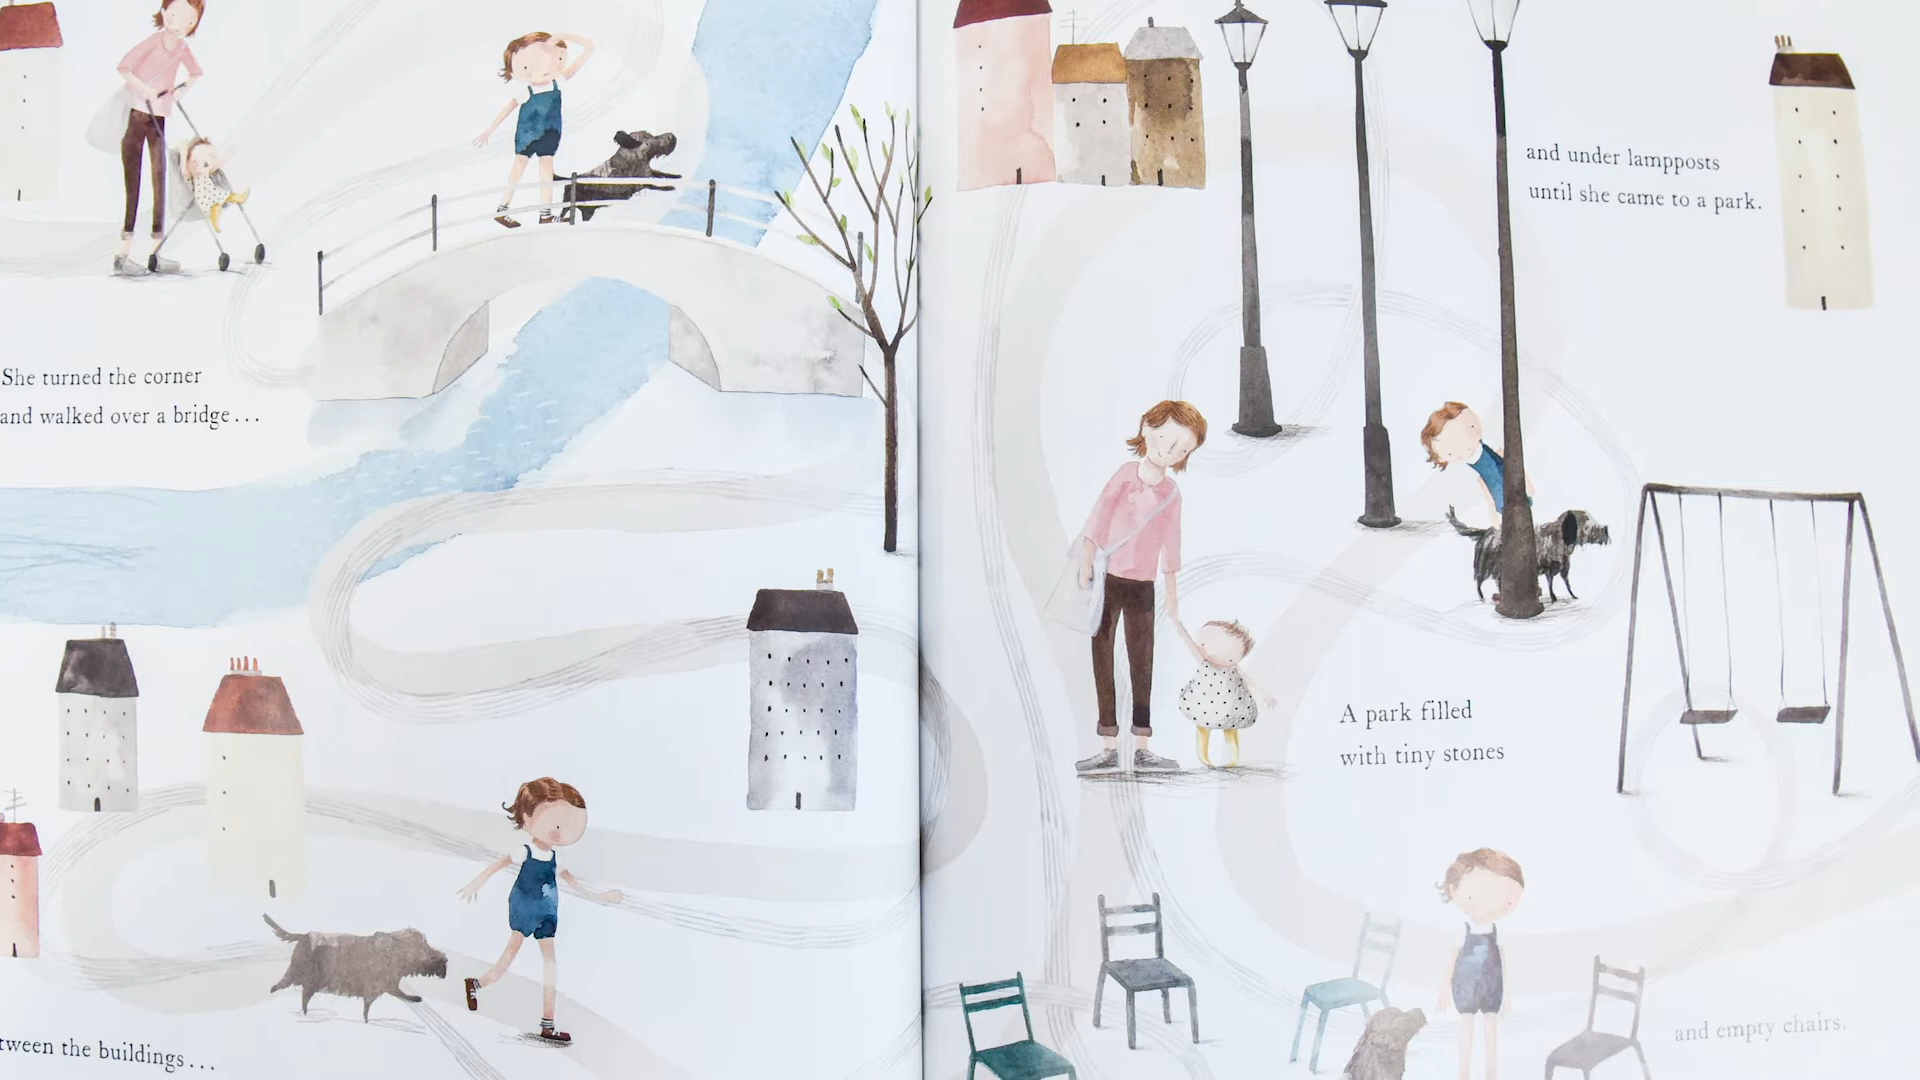 She turned the corner
and walked over a bridge...
tween the buildings...
and under lampposts
until she came to a park.
A park filled
with tiny stones
and empty chairs.